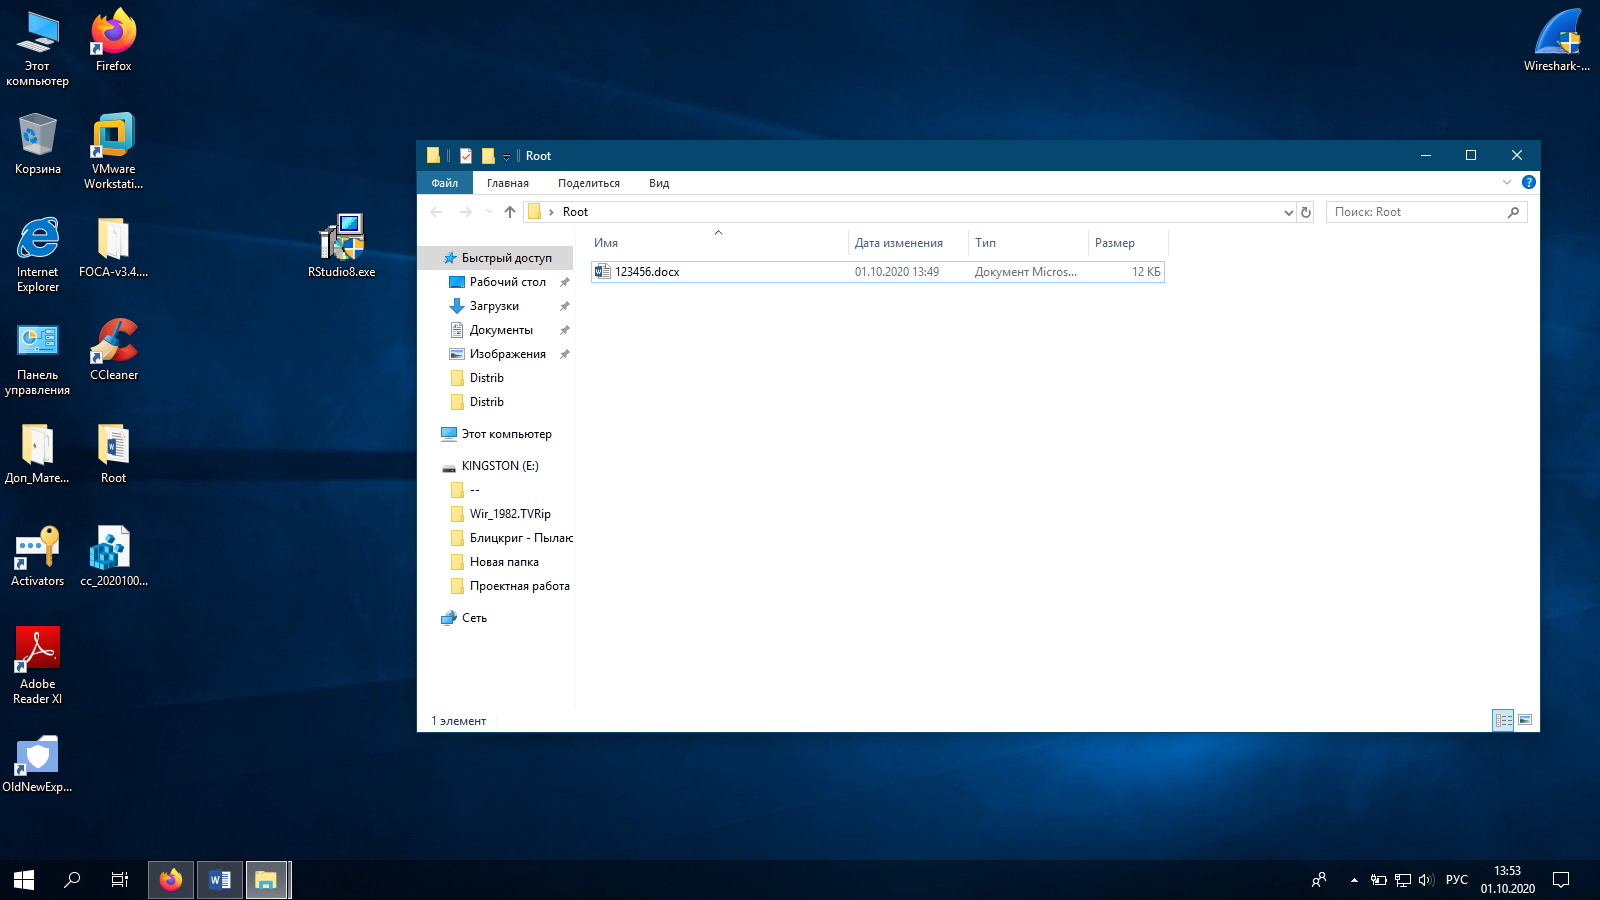 Этот
компьютер
Firefox
Wireshark-...
Корзина
VMware
Workstati...
Internet
Explorer
FOCA-v3.4....
RStudio8.exe
Панель
управления
CCleaner
Доп_Мате...
Root
Activators
cc_2020100...
Adobe
Reader XI
OldNewExp...
Root
Файл
Главная
Поделиться
Вид
Root
Поиск: Root
Имя
Дата изменения
Тип
Размер
123456.docx
01.10.2020 13:49
Документ Micros...
12 КБ
Быстрый доступ
Рабочий стол
Загрузки
Документы
Изображения
Distrib
Distrib
Этот компьютер
KINGSTON (E:)
--
Wir_1982.TVRip
Блицкриг - Пылаю
Новая папка
Проектная работа
Сеть
1 элемент
РУС
13:53
01.10.2020